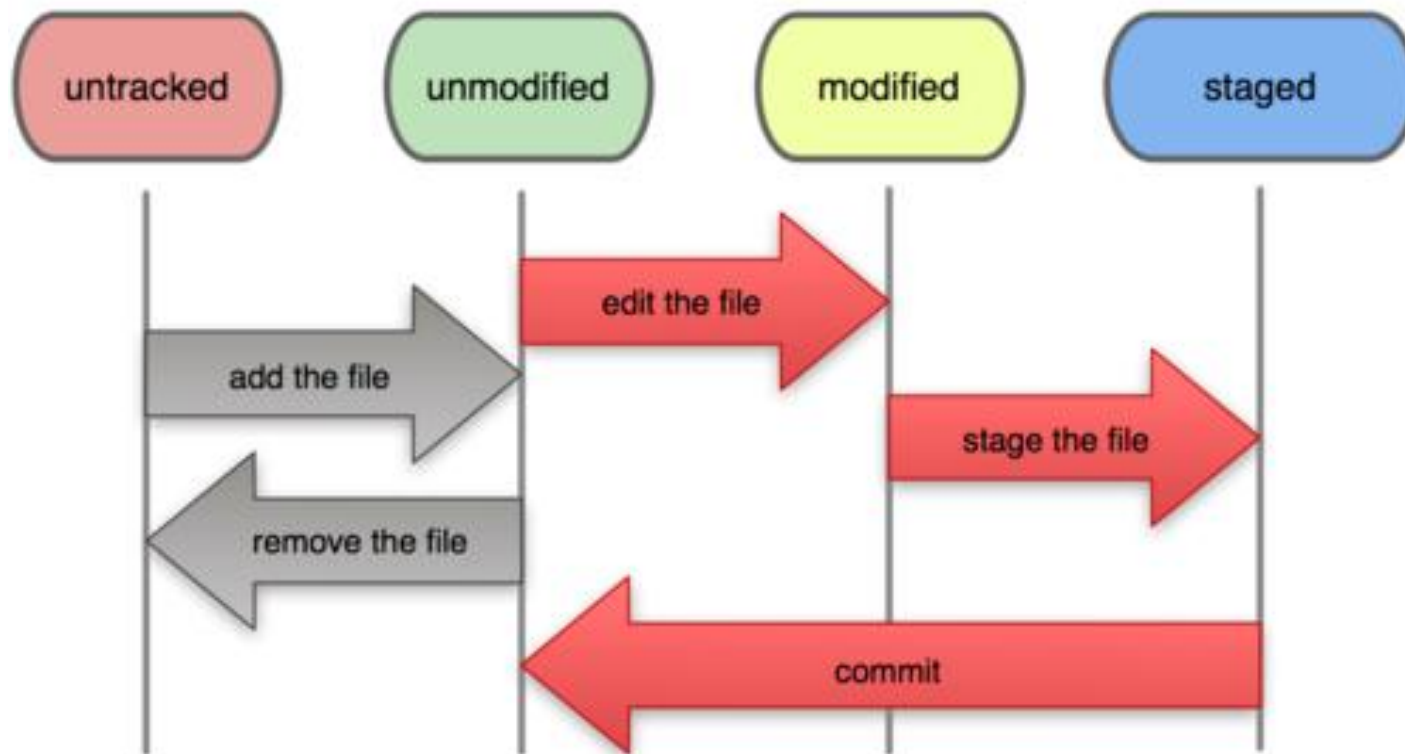 untracked
unmodified
modified
staged
edit the file
add the file
stage the file
remove the file
commit